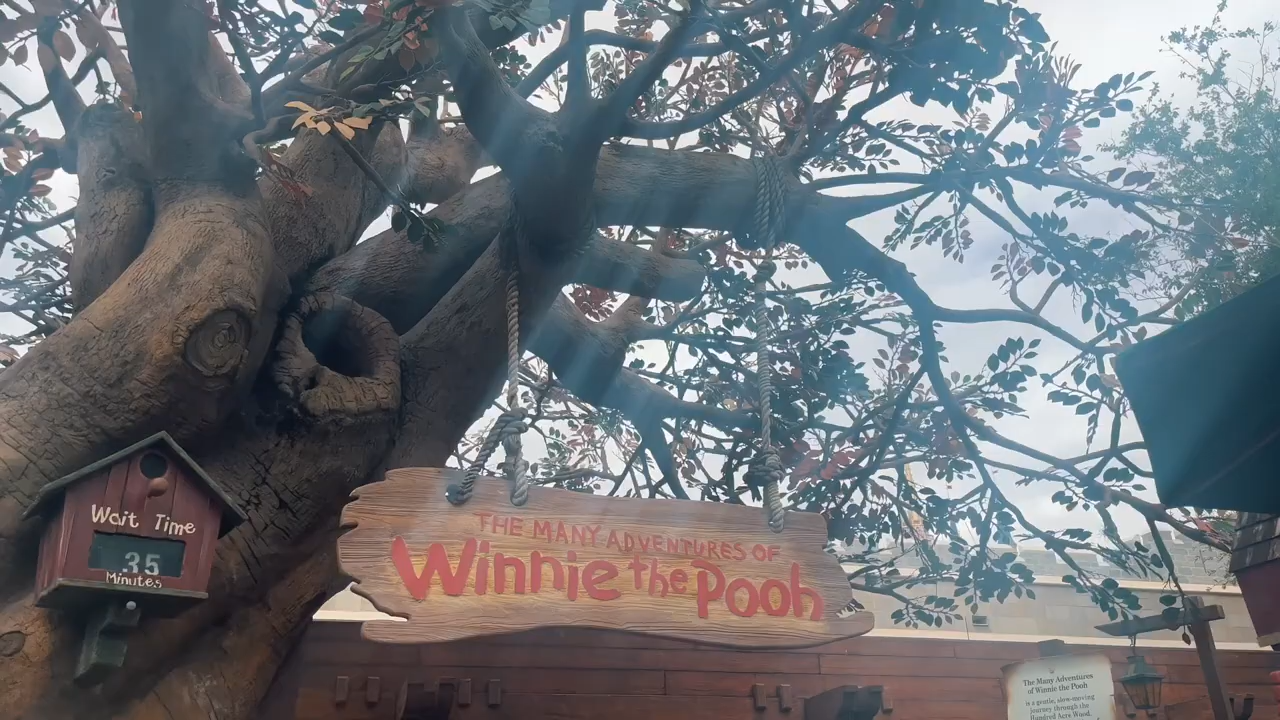 Wait Time
35
Minutes
THE MANY ADVENTURES OF
Winnie the Pooh
The Many Adventures
of Winnie the Pooh
is a gentle, slow-moving
journey through the
Hundred Acre Wood.